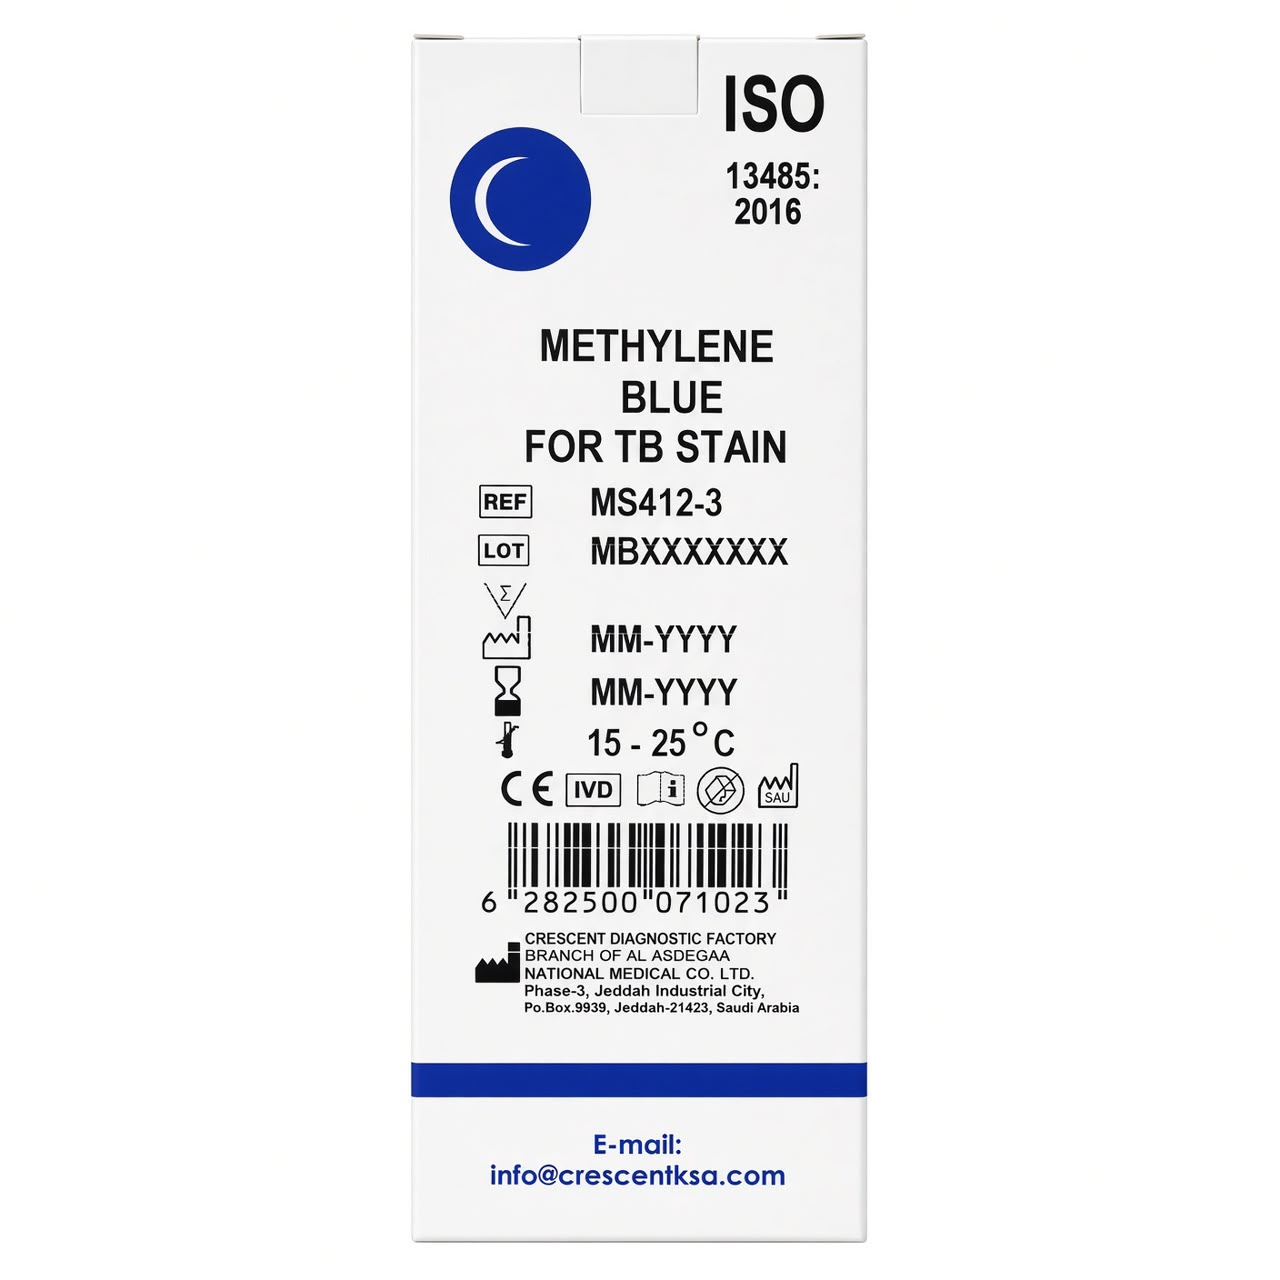 ISO
13485:
2016
METHYLENE
BLUE
FOR TB STAIN
REF MS412-3
LOT MBXXXXXXX
Σ
MM-YYYY
MM-YYYY
15 - 25°C
CE IVD i SAU
6 282500 071023
CRESCENT DIAGNOSTIC FACTORY
BRANCH OF AL ASDEGAA
NATIONAL MEDICAL CO. LTD.
Phase-3, Jeddah Industrial City,
Po.Box.9939, Jeddah-21423, Saudi Arabia
E-mail:
info@crescentksa.com